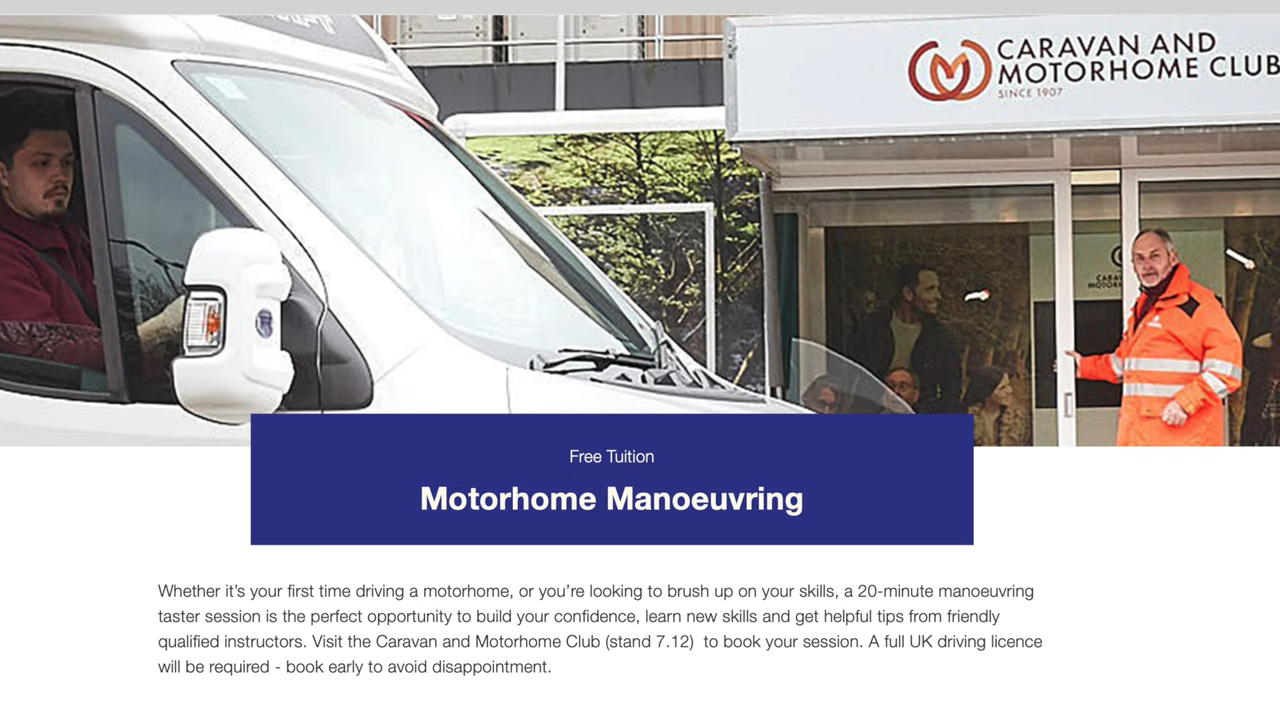 CARAVAN AND
MOTORHOME CLUB
SINCE 1907
Free Tuition
Motorhome Manoeuvring
Whether it’s your first time driving a motorhome, or you’re looking to brush up on your skills, a 20-minute manoeuvring
taster session is the perfect opportunity to build your confidence, learn new skills and get helpful tips from friendly
qualified instructors. Visit the Caravan and Motorhome Club (stand 7.12)  to book your session. A full UK driving licence
will be required - book early to avoid disappointment.